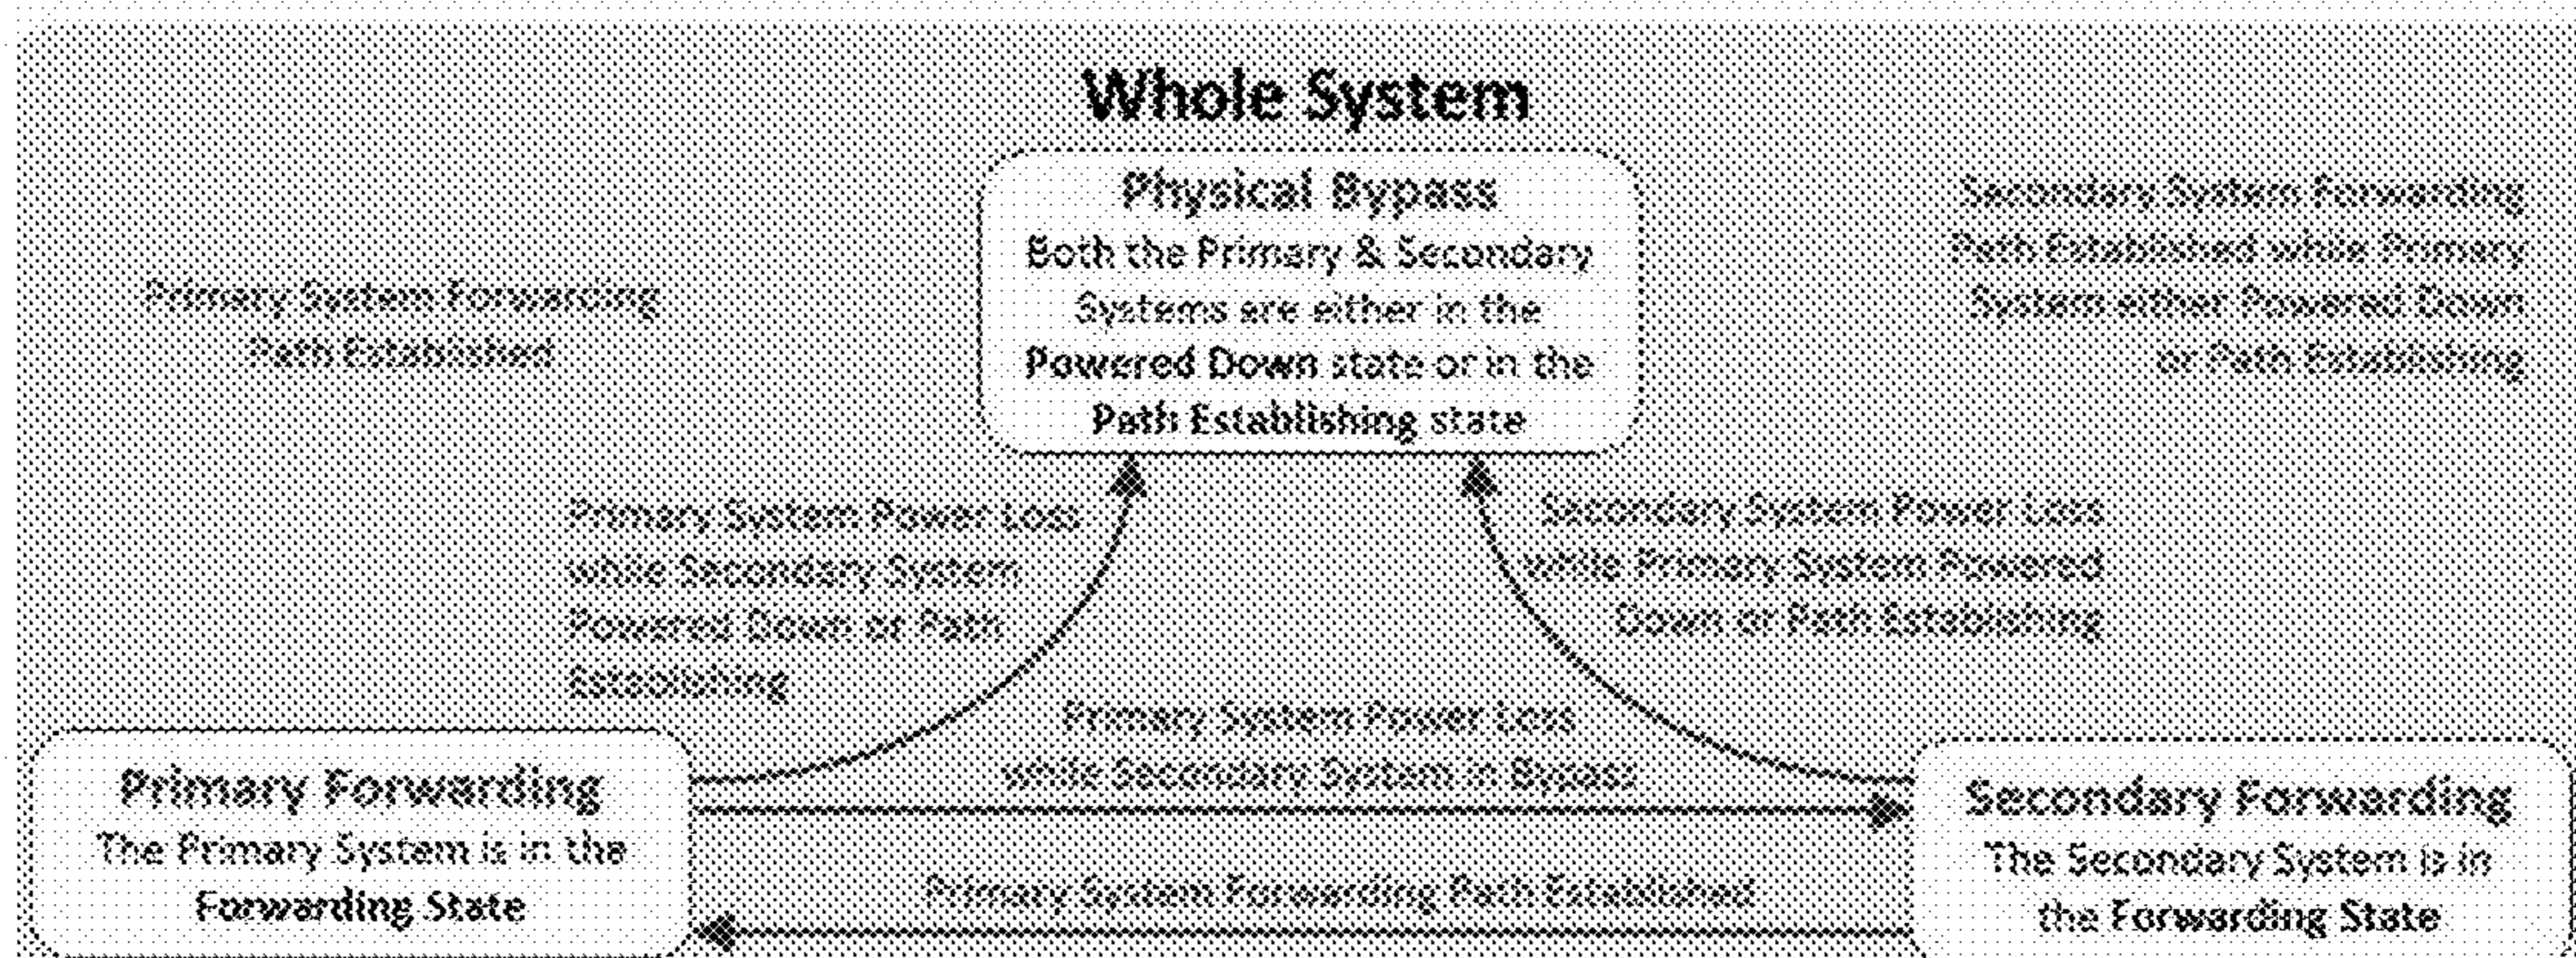 Whole System
Physical Bypass
Both the Primary & Secondary
Systems are either in the
Powered Down state or in the
Path Establishing state
Primary System Forwarding
Path Established
Secondary System Forwarding
Path Established while Primary
System either Powered Down
or Path Establishing
Primary System Power Loss
while Secondary System
Powered Down or Path
Establishing
Secondary System Power Loss
while Primary System Powered
Down or Path Establishing
Primary System Power Loss
while Secondary System in Bypass
Primary Forwarding
The Primary System is in the
Forwarding State
Primary System Forwarding Path Established
Secondary Forwarding
The Secondary System is in
the Forwarding State